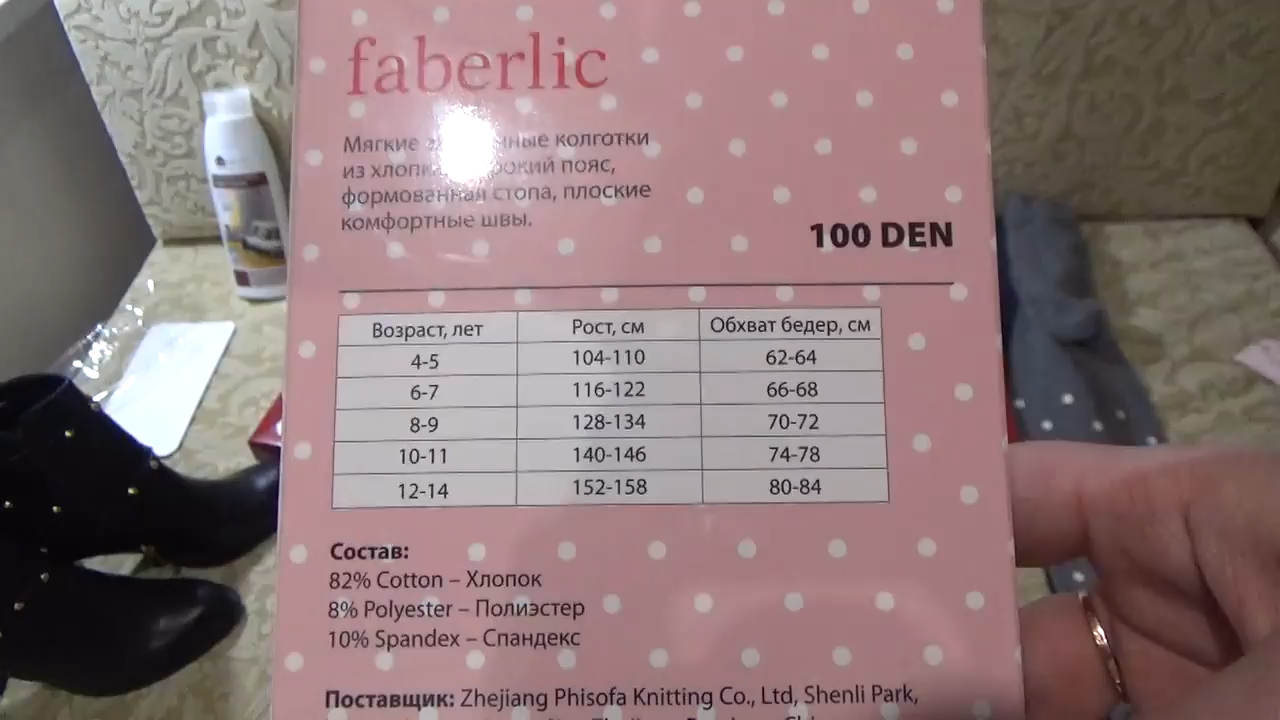 faberlic
Мягкие колготки
из пояс,
формованная стопа, плоские
комфортные швы.
100 DEN
Возраст, лет Рост, см Обхват бедер, см
4-5 104-110 62-64
6-7 116-122 66-68
8-9 128-134 70-72
10-11 140-146 74-78
12-14 152-158 80-84
Состав:
82% Cotton – Хлопок
8% Polyester – Полиэстер
10% Spandex – Спандекс
Поставщик: Zhejiang Phisofa Knitting Co., Ltd, Shenli Park,